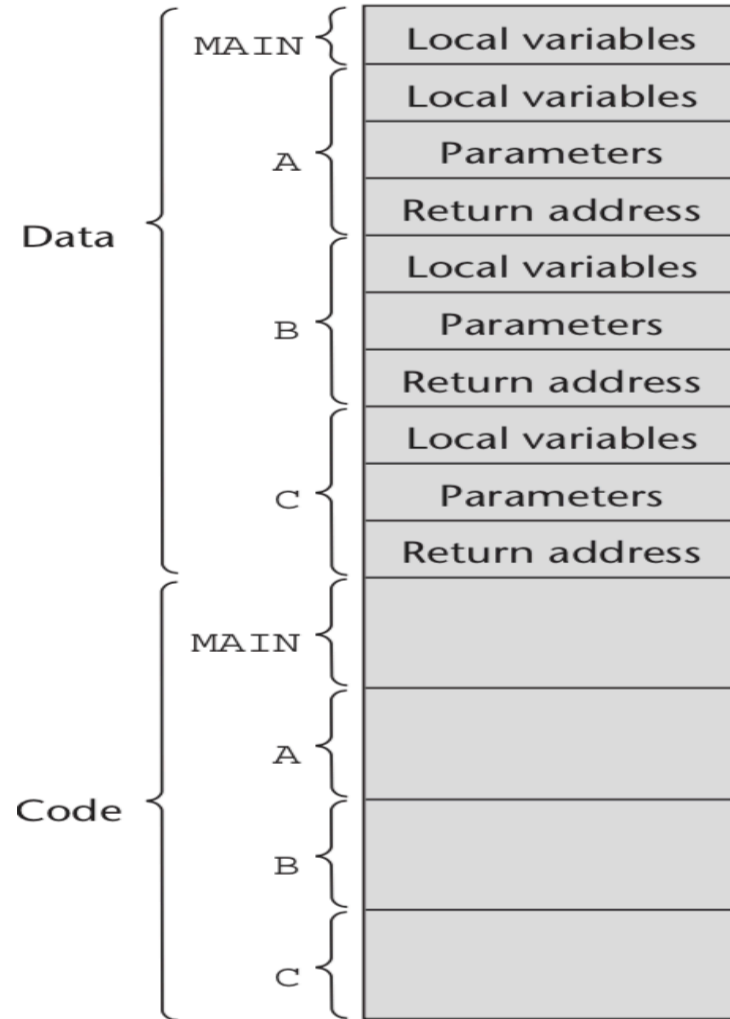 MAIN
Local variables
Local variables
A
Parameters
Return address
Data
Local variables
B
Parameters
Return address
Local variables
C
Parameters
Return address
MAIN
A
Code
B
C